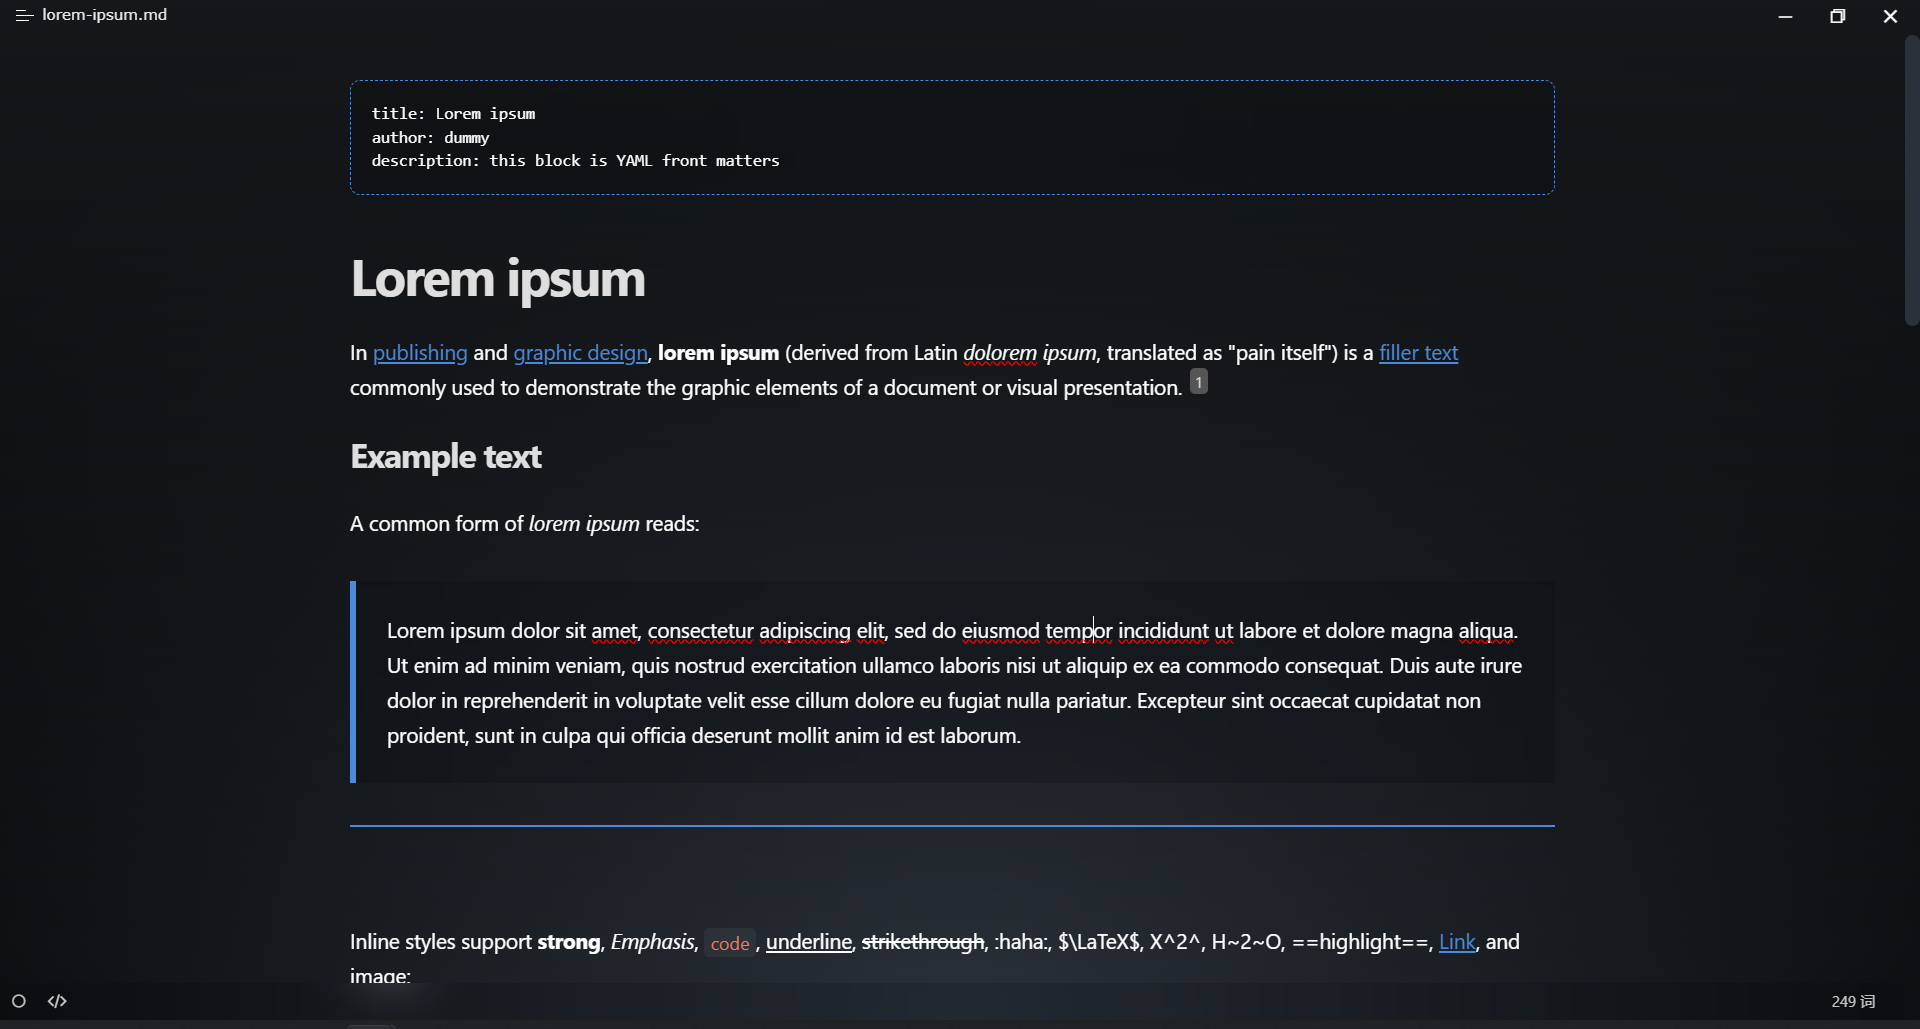 lorem-ipsum.md
title: Lorem ipsum
author: dummy
description: this block is YAML front matters
Lorem ipsum
In publishing and graphic design, lorem ipsum (derived from Latin dolorem ipsum, translated as "pain itself") is a filler text
commonly used to demonstrate the graphic elements of a document or visual presentation. 1
Example text
A common form of lorem ipsum reads:
Lorem ipsum dolor sit amet, consectetur adipiscing elit, sed do eiusmod tempor incididunt ut labore et dolore magna aliqua.
Ut enim ad minim veniam, quis nostrud exercitation ullamco laboris nisi ut aliquip ex ea commodo consequat. Duis aute irure
dolor in reprehenderit in voluptate velit esse cillum dolore eu fugiat nulla pariatur. Excepteur sint occaecat cupidatat non
proident, sunt in culpa qui officia deserunt mollit anim id est laborum.
Inline styles support strong, Emphasis, code, underline, strikethrough, :haha:, $\LaTeX$, X^2^, H~2~O, ==highlight==, Link, and
image:
</> 249 词